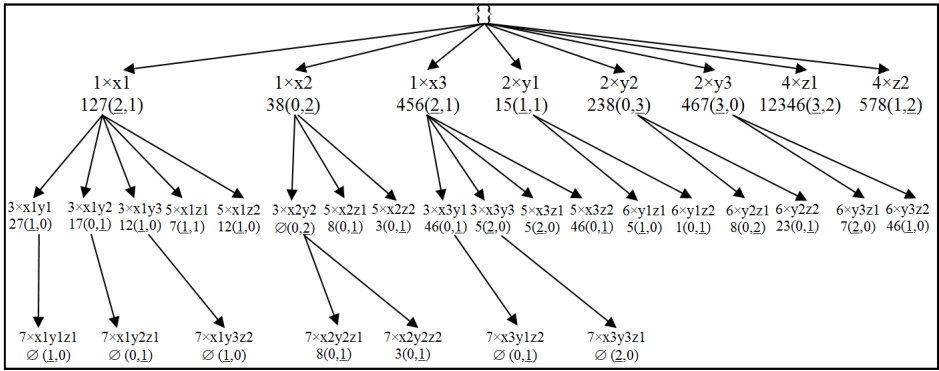 { }
1×x1 1×x2 1×x3 2×y1 2×y2 2×y3 4×z1 4×z2
127(2,1) 38(0,2) 456(2,1) 15(1,1) 238(0,3) 467(3,0) 12346(3,2) 578(1,2)
3×x1y1 3×x1y2 3×x1y3 5×x1z1 5×x1z2 3×x2y2 5×x2z1 5×x2z2 3×x3y1 3×x3y3 5×x3z1 5×x3z2 6×y1z1 6×y1z2 6×y2z1 6×y2z2 6×y3z1 6×y3z2
27(1,0) 17(0,1) 12(1,0) 7(1,1) 12(1,0) ∅(0,2) 8(0,1) 3(0,1) 46(0,1) 5(2,0) 5(2,0) 46(0,1) 5(1,0) 1(0,1) 8(0,2) 23(0,1) 7(2,0) 46(1,0)
7×x1y1z1 7×x1y2z1 7×x1y3z2 7×x2y2z1 7×x2y2z2 7×x3y1z2 7×x3y3z1
∅ (1,0) ∅ (0,1) ∅ (1,0) 8(0,1) 3(0,1) ∅ (0,1) ∅ (2,0)